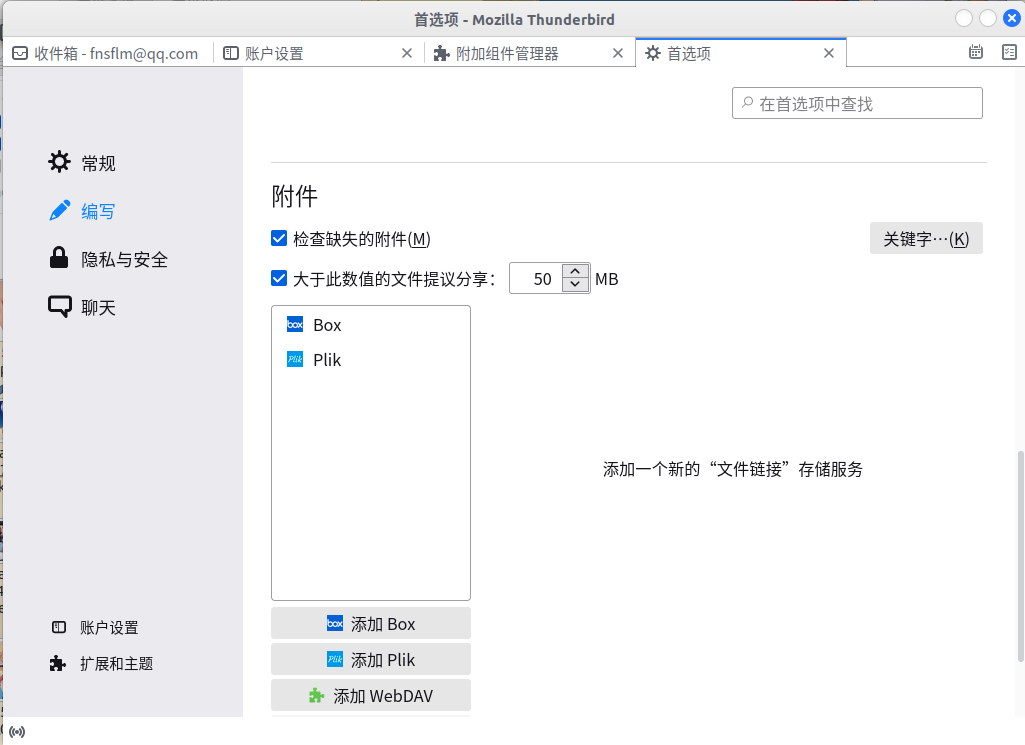 首选项 - Mozilla Thunderbird
收件箱 - fnsflm@qq.com
账户设置
附加组件管理器
首选项
在首选项中查找
常规
编写
隐私与安全
聊天
附件
检查缺失的附件(M)
关键字…(K)
大于此数值的文件提议分享： 50 MB
box Box
Plik Plik
添加一个新的“文件链接”存储服务
box 添加 Box
Plik 添加 Plik
添加 WebDAV
账户设置
扩展和主题